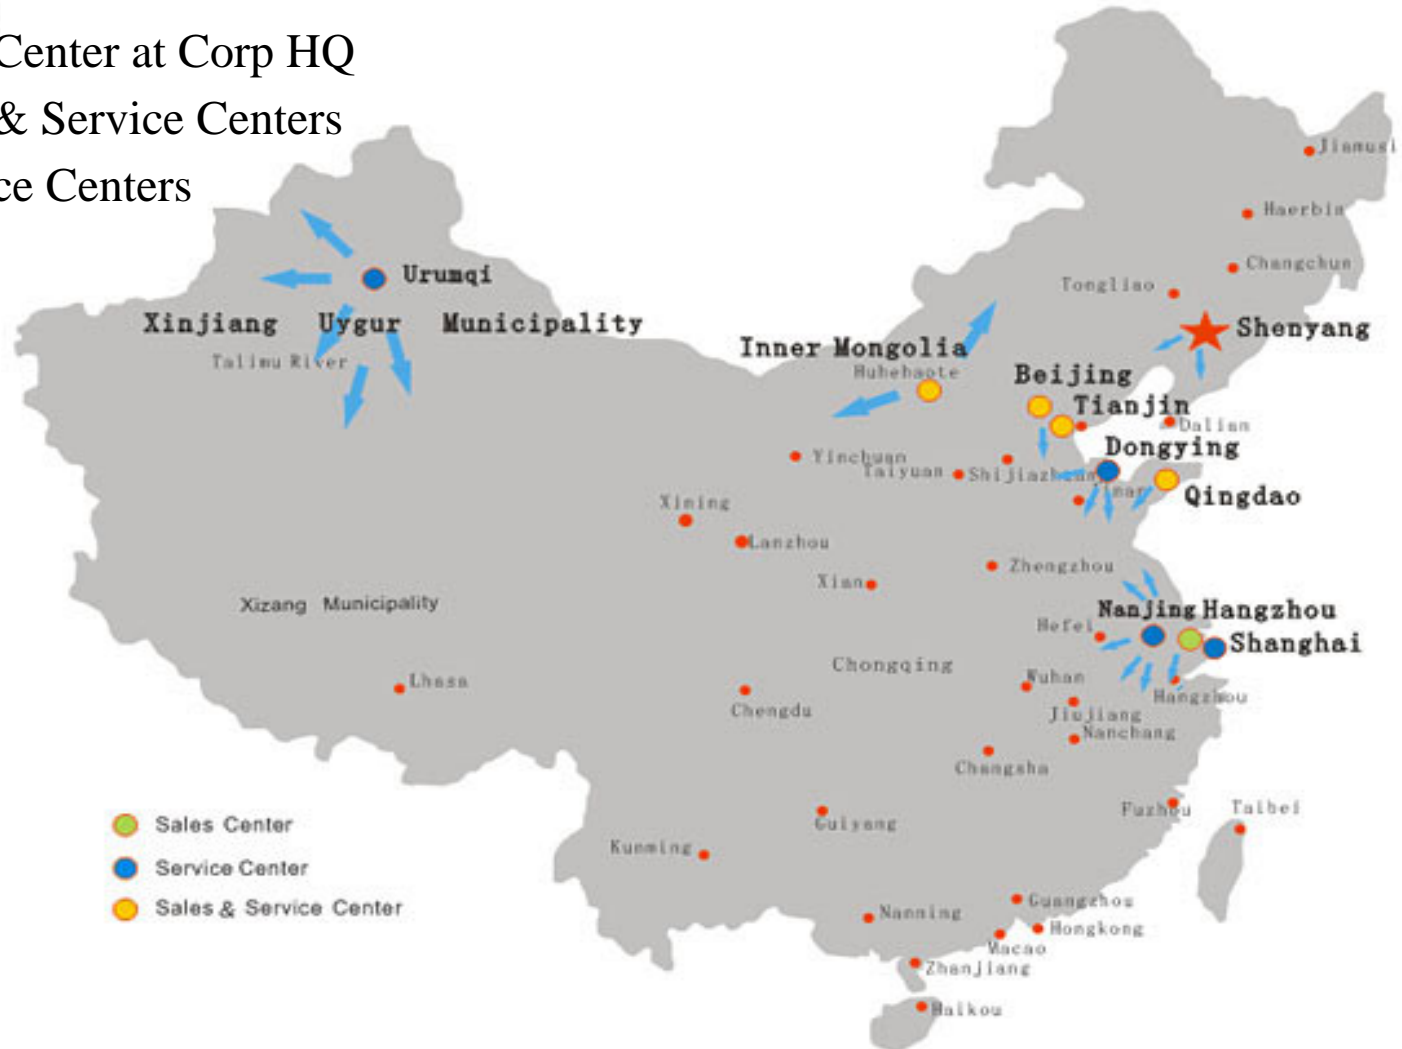 Center at Corp HQ
& Service Centers
ce Centers
Jiamusi
Haerbin
Changchun
Tongliao
Urumqi
Shenyang
Xinjiang Uygur Municipality
Talimu River
Inner Mongolia
Huhehaote
Beijing
Tianjin
Dalian
Dongying
Yinchuan
Taiyuan
Shijiazhuang
Jinan
Qingdao
Xining
Lanzhou
Zhengzhou
Xian
Xizang Municipality
Nanjing
Hangzhou
Hefei
Shanghai
Chongqing
Lhasa
Wuhan
Hangzhou
Chengdu
Jiujiang
Nanchang
Changsha
Fuzhou
Taibei
Guiyang
Kunming
Sales Center
Service Center
Sales & Service Center
Nanning
Guangzhou
Hongkong
Macao
Zhanjiang
Haikou